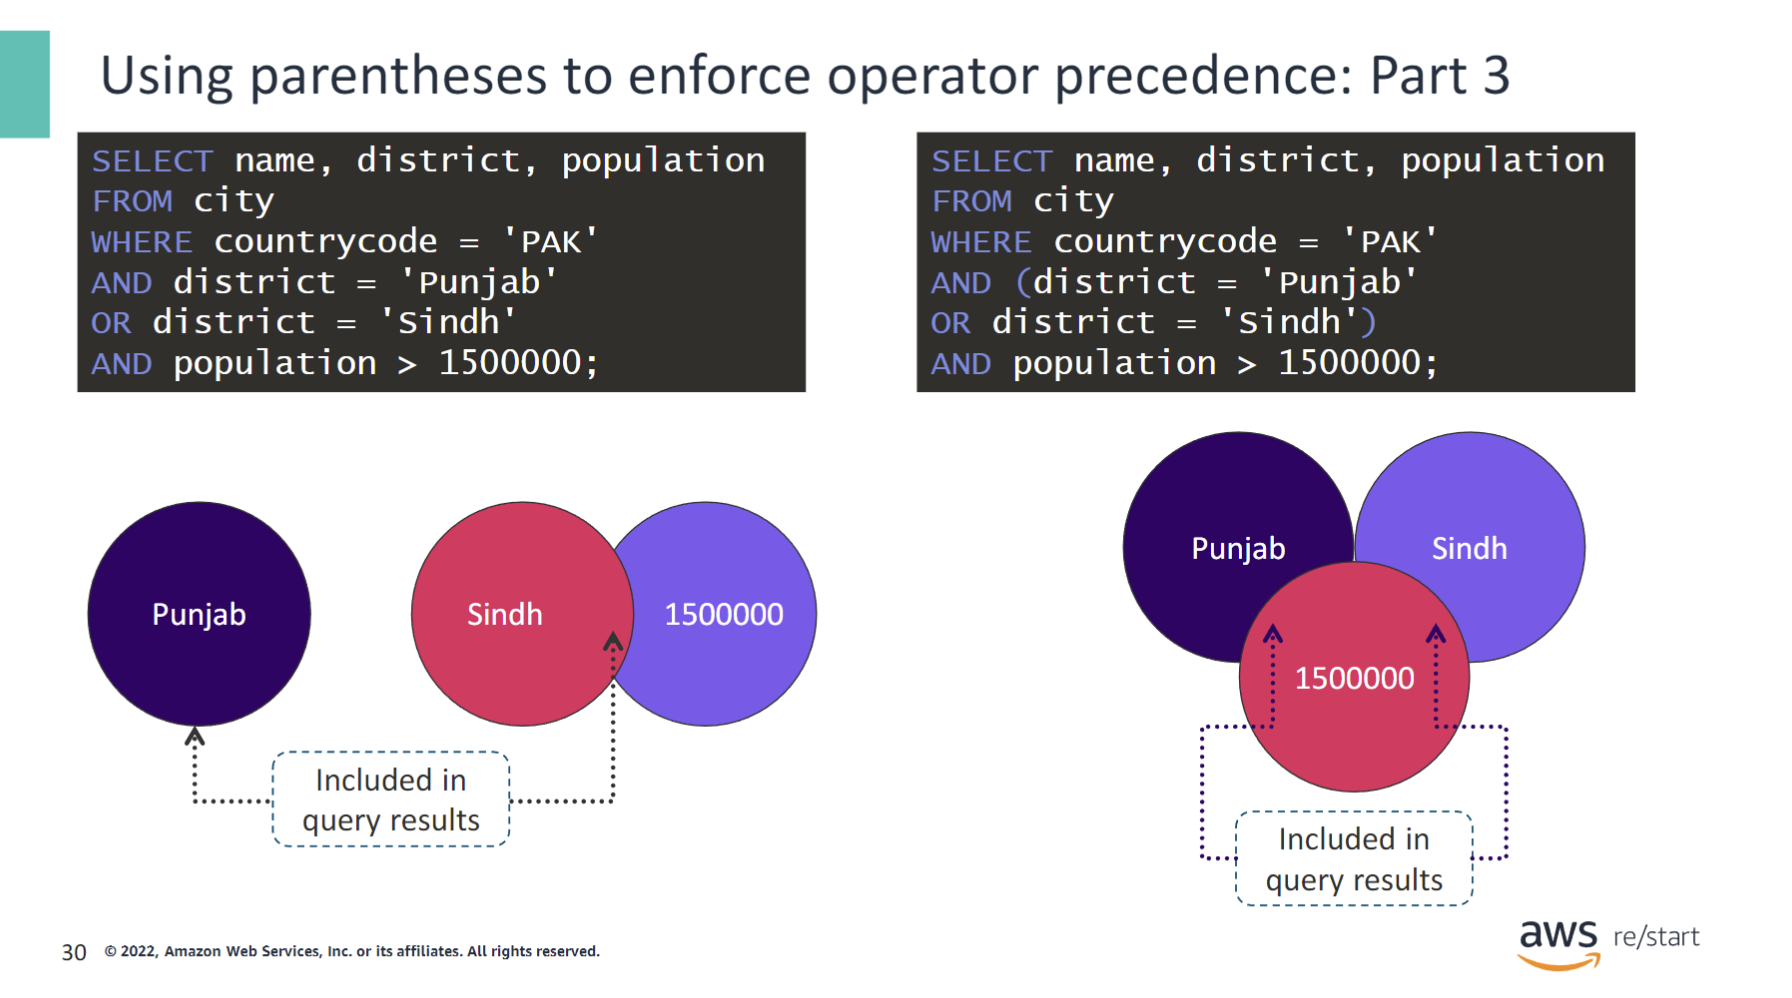 Using parentheses to enforce operator precedence: Part 3
SELECT name, district, population
FROM city
WHERE countrycode = 'PAK'
AND district = 'Punjab'
OR district = 'Sindh'
AND population > 1500000;
SELECT name, district, population
FROM city
WHERE countrycode = 'PAK'
AND (district = 'Punjab'
OR district = 'Sindh')
AND population > 1500000;
Punjab
Sindh
1500000
Included in
query results
Punjab
Sindh
1500000
Included in
query results
30 © 2022, Amazon Web Services, Inc. or its affiliates. All rights reserved.
aws re/start